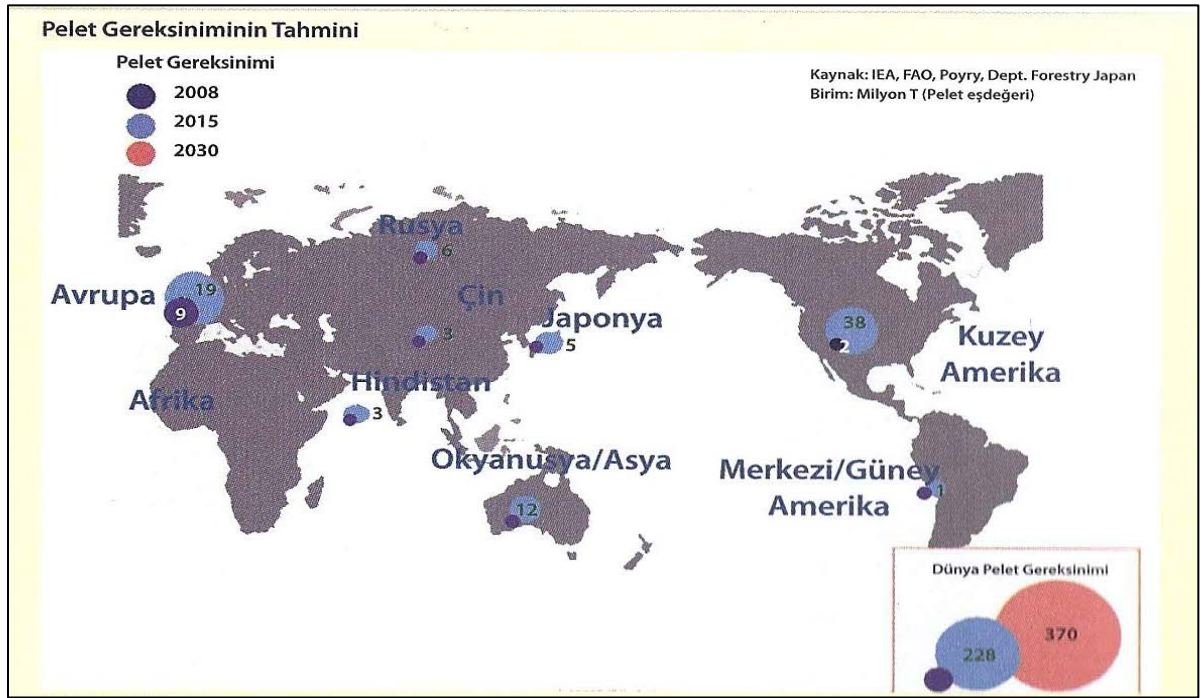 Pelet Gereksiniminin Tahmini
Pelet Gereksinimi
2008
2015
2030
Kaynak: IEA, FAO, Poyry, Dept. Forestry Japan
Birim: Milyon T (Pelet eşdeğeri)
Rusya
6
Avrupa
19
9
Çin
3
Japonya
5
38
2
Kuzey
Amerika
Afrika
Hindistan
3
Okyanusya/Asya
12
Merkezi/Güney
Amerika
1
Dünya Pelet Gereksinimi
370
228